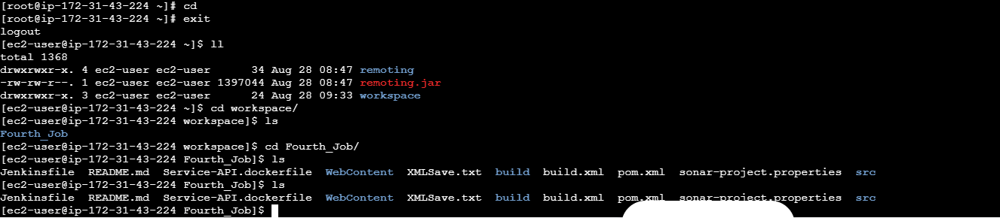 [root@ip-172-31-43-224 ~]# cd
[root@ip-172-31-43-224 ~]# exit
logout
[ec2-user@ip-172-31-43-224 ~]$ ll
total 1368
drwxrwxr-x. 4 ec2-user ec2-user      34 Aug 28 08:47 remoting
-rw-rw-r--. 1 ec2-user ec2-user 1397044 Aug 28 08:47 remoting.jar
drwxrwxr-x. 3 ec2-user ec2-user      24 Aug 28 09:33 workspace
[ec2-user@ip-172-31-43-224 ~]$ cd workspace/
[ec2-user@ip-172-31-43-224 workspace]$ ls
Fourth_Job
[ec2-user@ip-172-31-43-224 workspace]$ cd Fourth_Job/
[ec2-user@ip-172-31-43-224 Fourth_Job]$ ls
Jenkinsfile  README.md  Service-API.dockerfile  WebContent  XMLSave.txt  build  build.xml  pom.xml  sonar-project.properties  src
[ec2-user@ip-172-31-43-224 Fourth_Job]$ ls
Jenkinsfile  README.md  Service-API.dockerfile  WebContent  XMLSave.txt  build  build.xml  pom.xml  sonar-project.properties  src
[ec2-user@ip-172-31-43-224 Fourth_Job]$